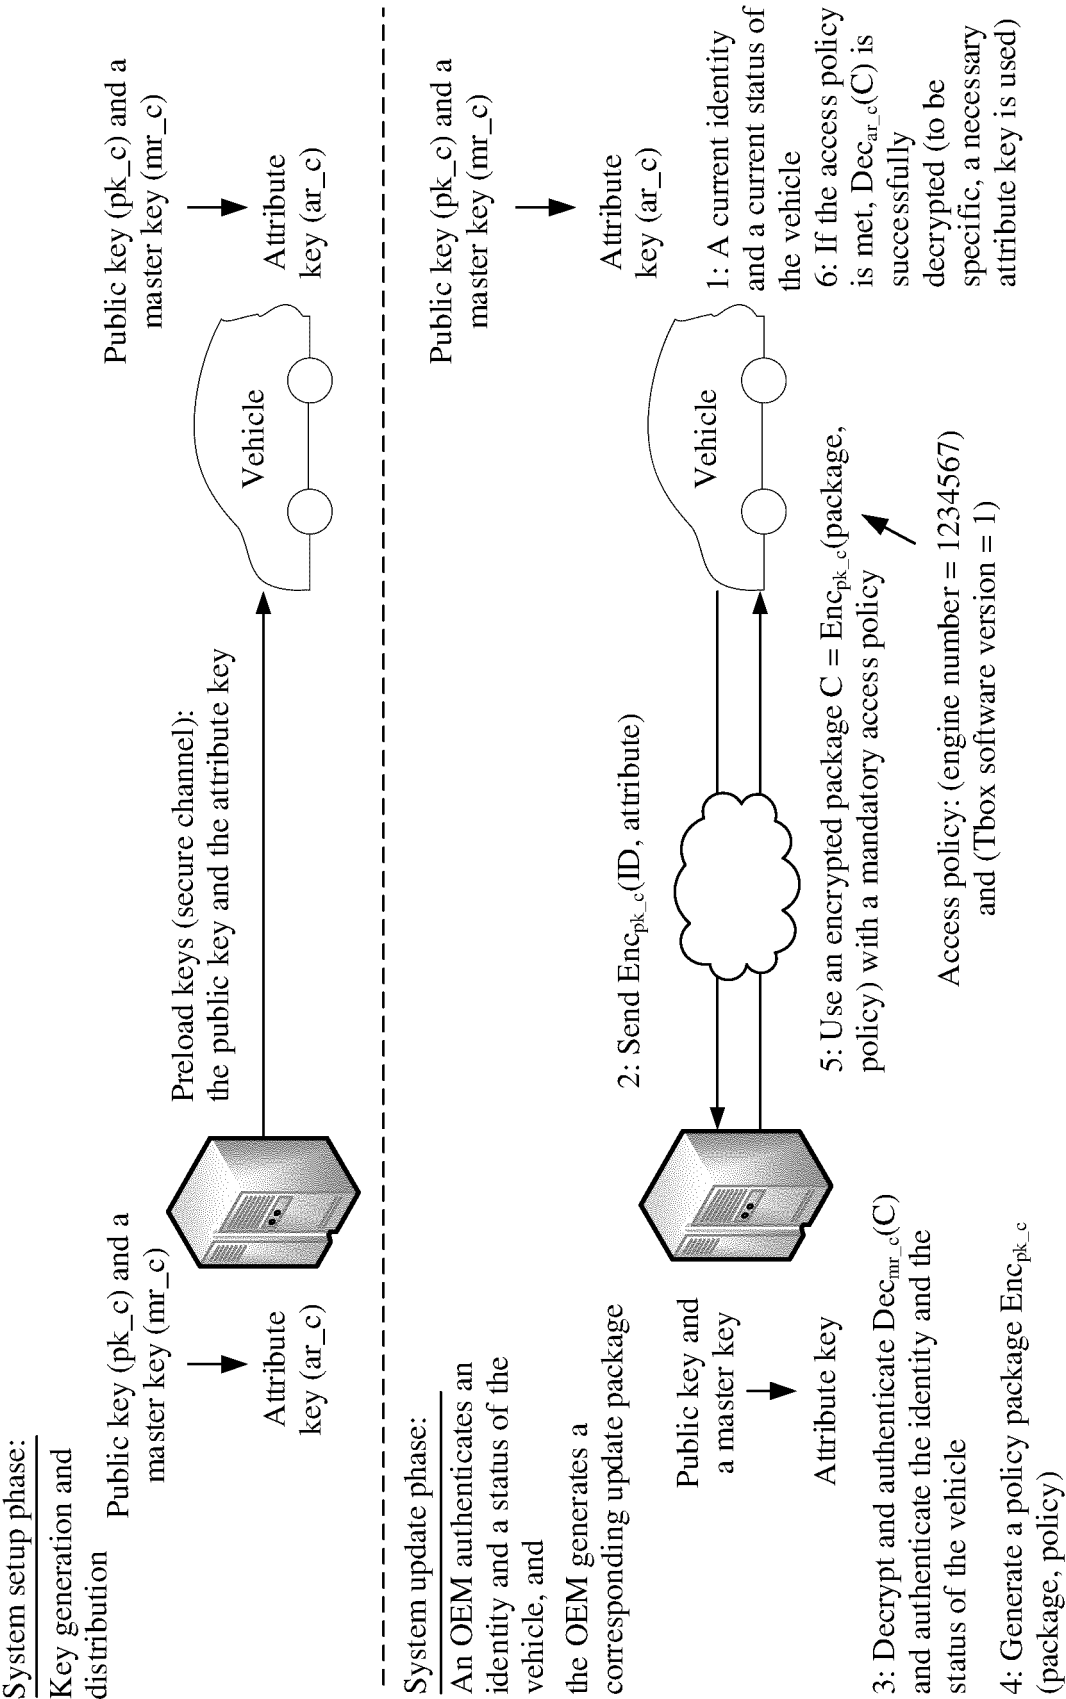 System setup phase:
Key generation and
distribution
Public key (pk_c) and a
master key (mr_c)
Attribute
key (ar_c)
Preload keys (secure channel):
the public key and the attribute key
Vehicle
Public key (pk_c) and a
master key (mr_c)
Attribute
key (ar_c)
System update phase:
An OEM authenticates an
identity and a status of the
vehicle, and
the OEM generates a
corresponding update package
Public key and
a master key
Attribute key
3: Decrypt and authenticate Dec_mr_c(C)
and authenticate the identity and the
status of the vehicle
4: Generate a policy package Enc_pk_c
(package, policy)
2: Send Enc_pk_c(ID, attribute)
5: Use an encrypted package C = Enc_pk_c(package,
policy) with a mandatory access policy
Access policy: (engine number = 1234567)
and (Tbox software version = 1)
Vehicle
Public key (pk_c) and a
master key (mr_c)
Attribute
key (ar_c)
1: A current identity
and a current status of
the vehicle
6: If the access policy
is met, Dec_ar_c(C) is
successfully
decrypted (to be
specific, a necessary
attribute key is used)